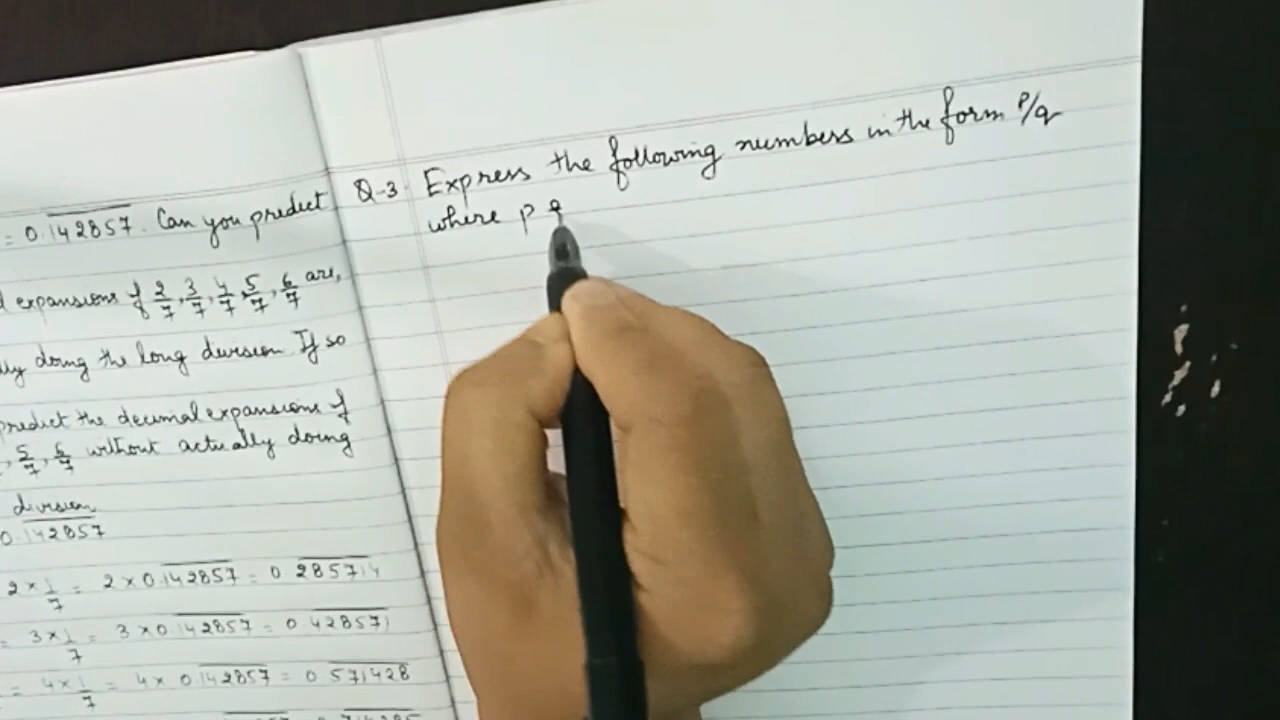 = 0.142857. Can you predict
expansions of 2/7, 3/7, 4/7, 5/7, 6/7 are,
doing the long division If so
predict the decimal expansions of
, 5/7, 6/7 without actually doing
division
0.142857
2 × 1/7 = 2 × 0.142857 = 0 285714
= 3 × 1/7 = 3 × 0.142857 = 0 428571
= 4 × 1/7 = 4 × 0.142857 = 0 571428
Q-3. Express the following numbers in the form P/q
where p q